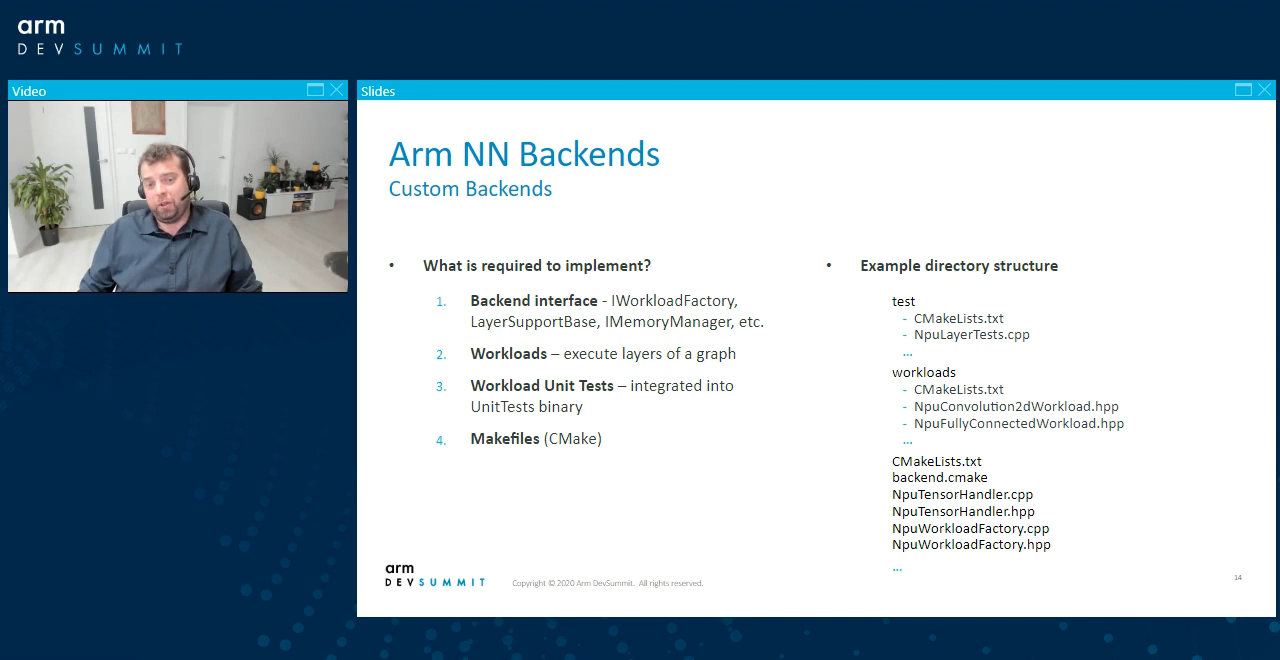 arm
DEVSUMMIT
Video
Slides
Arm NN Backends
Custom Backends
• What is required to implement?
1. Backend interface - IWorkloadFactory,
LayerSupportBase, IMemoryManager, etc.
2. Workloads – execute layers of a graph
3. Workload Unit Tests – integrated into
UnitTests binary
4. Makefiles (CMake)
• Example directory structure
test
- CMakeLists.txt
- NpuLayerTests.cpp
...
workloads
- CMakeLists.txt
- NpuConvolution2dWorkload.hpp
- NpuFullyConnectedWorkload.hpp
...
CMakeLists.txt
backend.cmake
NpuTensorHandler.cpp
NpuTensorHandler.hpp
NpuWorkloadFactory.cpp
NpuWorkloadFactory.hpp
...
arm
DEVSUMMIT
Copyright © 2020 Arm DevSummit. All rights reserved.
14